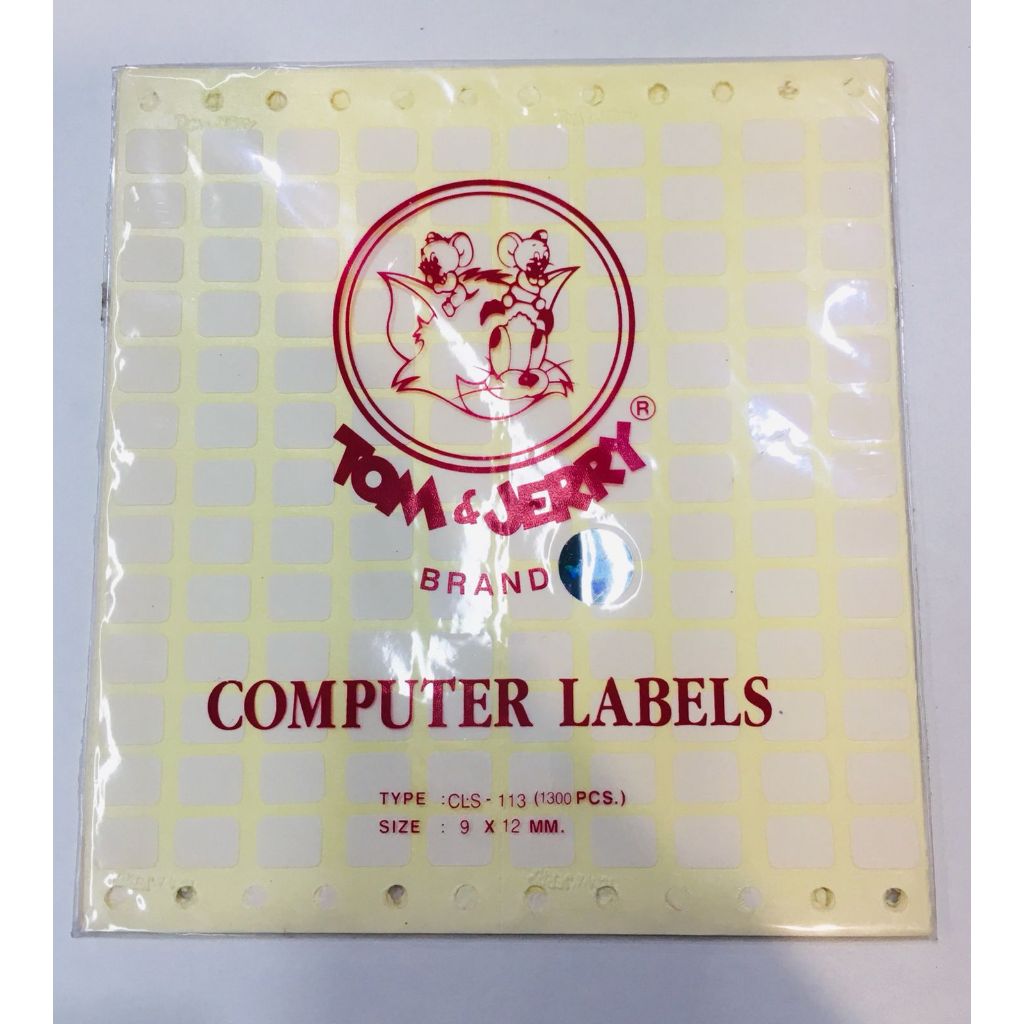 TOM & JERRY ®
BRAND
COMPUTER LABELS
TYPE : CLS - 113 (1300 PCS.)
SIZE : 9 X 12 MM.